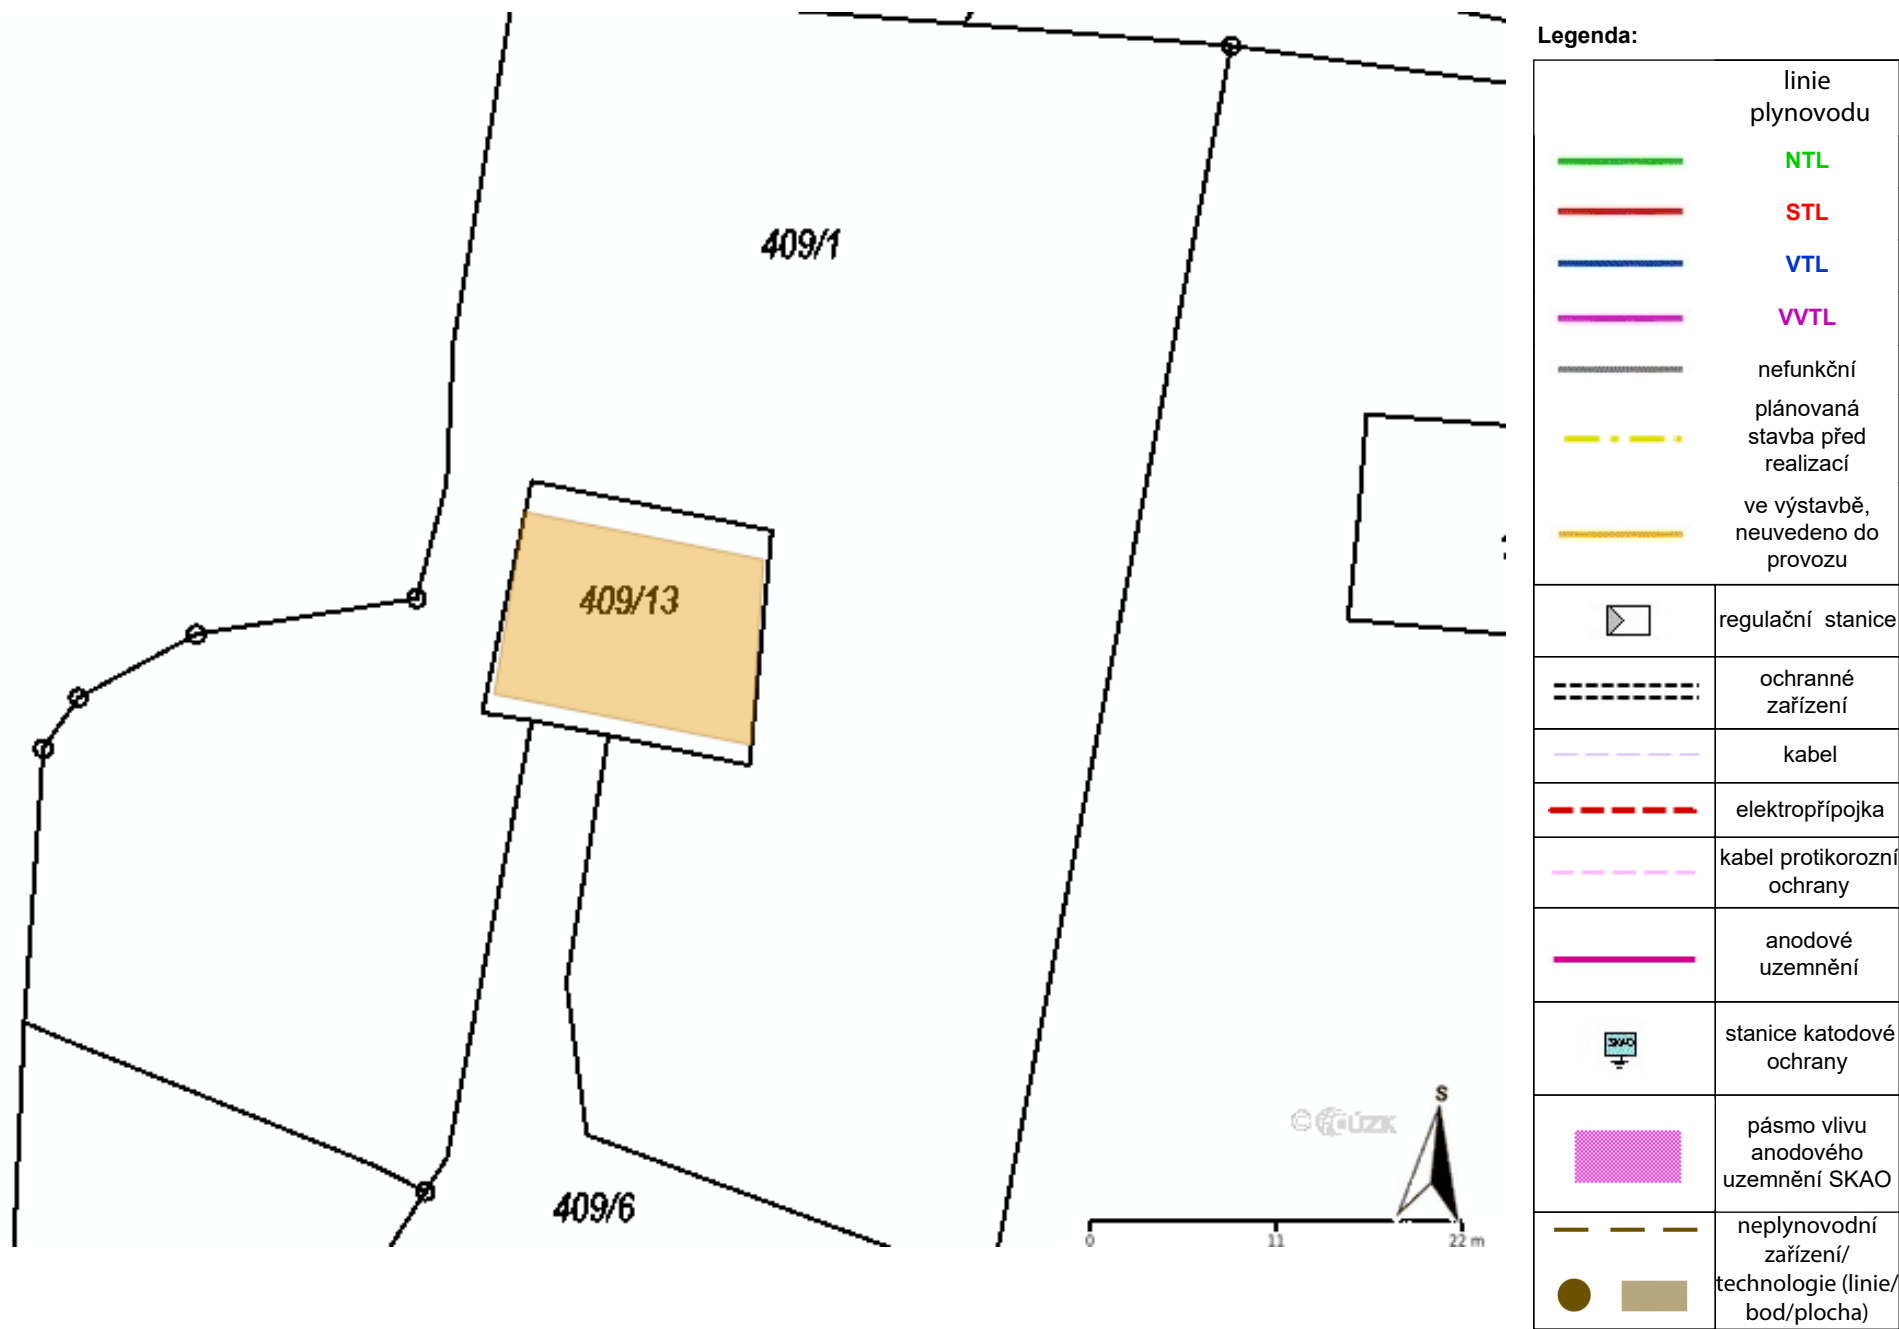 Legenda:
linie
plynovodu
NTL
STL
VTL
VVTL
nefunkční
plánovaná
stavba před
realizací
ve výstavbě,
neuvedeno do
provozu
regulační stanice
ochranné
zařízení
kabel
elektropřípojka
kabel protikorozní
ochrany
anodové
uzemnění
SKAO
stanice katodové
ochrany
pásmo vlivu
anodového
uzemnění SKAO
neplynovodní
zařízení/
technologie (linie/
bod/plocha)
409/1
409/13
409/6
S
© ČÚZK
0 11 22 m